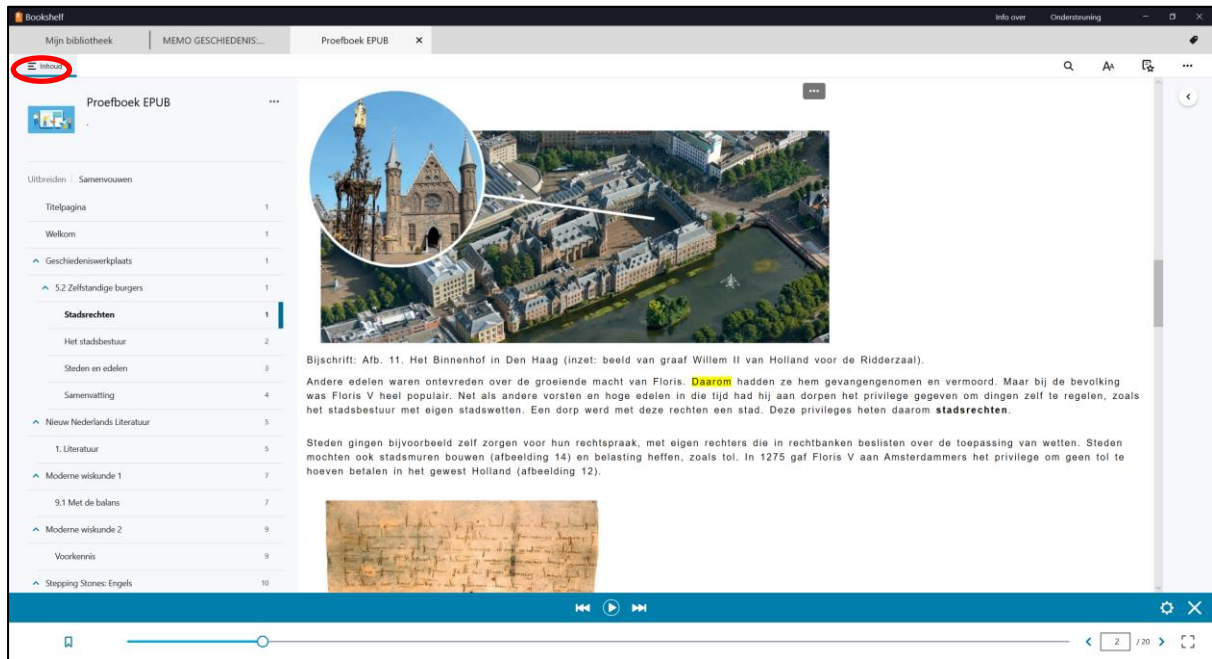 Bookshelf
Info over
Ondersteuning
Mijn bibliotheek
MEMO GESCHIEDENIS:...
Proefboek EPUB
Inhoud
Proefboek EPUB
Uitbreiden
Samenvouwen
Titelpagina 1
Welkom 1
Geschiedeniswerkplaats 1
5.2 Zelfstandige burgers 1
Stadsrechten 1
Het stadsbestuur 2
Steden en edelen 3
Samenvatting 4
Nieuw Nederlands Literatuur 5
1. Literatuur 5
Moderne wiskunde 1 7
9.1 Met de balans 7
Moderne wiskunde 2 9
Voorkennis 9
Stepping Stones: Engels 10
Bijschrift: Afb. 11. Het Binnenhof in Den Haag (inzet: beeld van graaf Willem II van Holland voor de Ridderzaal).
Andere edelen waren ontevreden over de groeiende macht van Floris. Daarom hadden ze hem gevangengenomen en vermoord. Maar bij de bevolking
was Floris V heel populair. Net als andere vorsten en hoge edelen in die tijd had hij aan dorpen het privilege gegeven om dingen zelf te regelen, zoals
het stadsbestuur met eigen stadswetten. Een dorp werd met deze rechten een stad. Deze privileges heten daarom stadsrechten.
Steden gingen bijvoorbeeld zelf zorgen voor hun rechtspraak, met eigen rechters die in rechtbanken beslisten over de toepassing van wetten. Steden
mochten ook stadsmuren bouwen (afbeelding 14) en belasting heffen, zoals tol. In 1275 gaf Floris V aan Amsterdammers het privilege om geen tol te
hoeven betalen in het gewest Holland (afbeelding 12).
2 / 20